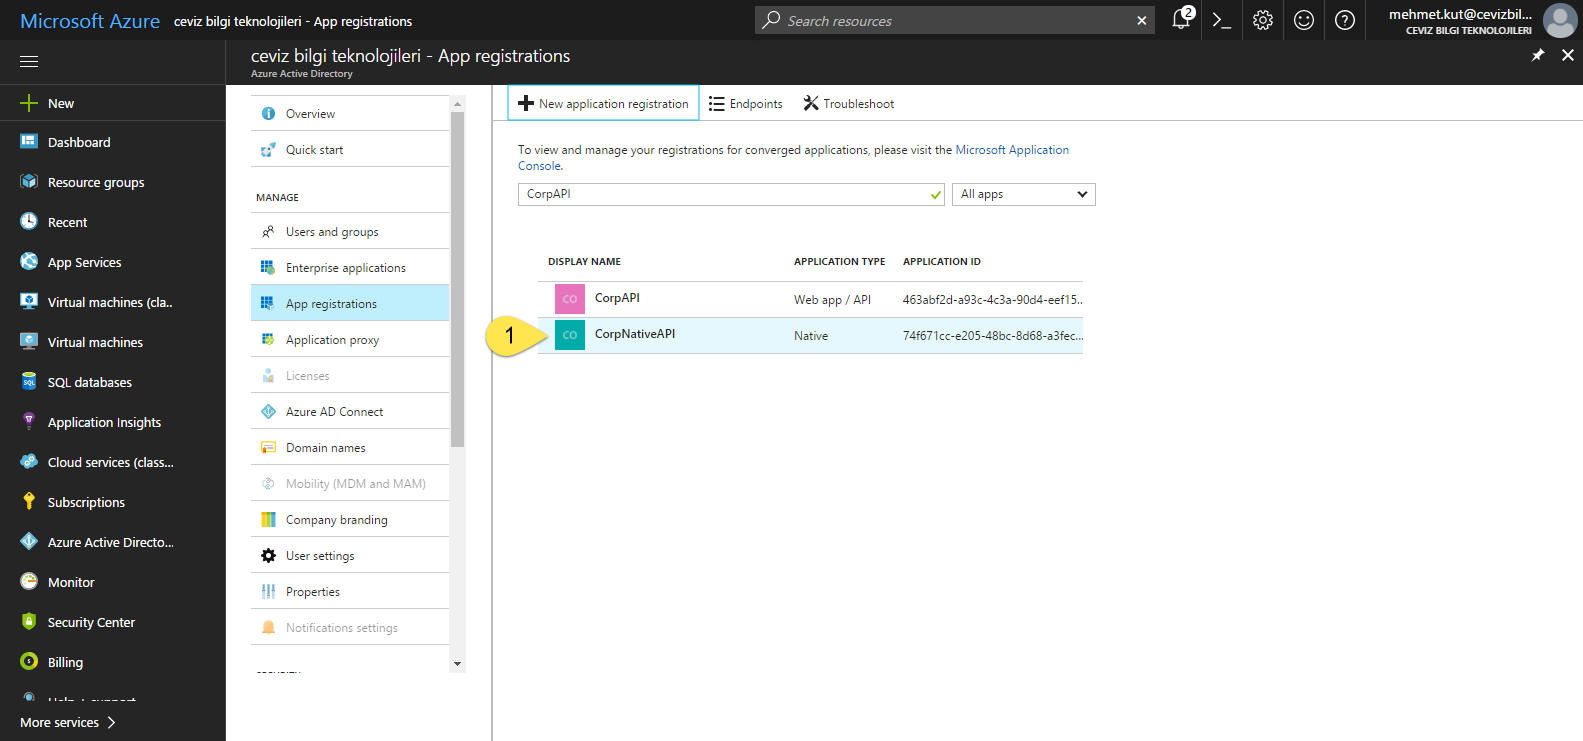 Microsoft Azure ceviz bilgi teknolojileri - App registrations
Search resources
2
mehmet.kut@cevizbil...
CEVIZ BILGI TEKNOLOJILERI
ceviz bilgi teknolojileri - App registrations
Azure Active Directory
New
Dashboard
Resource groups
Recent
App Services
Virtual machines (cla..
Virtual machines
SQL databases
Application Insights
Cloud services (class...
Subscriptions
Azure Active Directo...
Monitor
Security Center
Billing
Help + support
More services
Overview
Quick start
MANAGE
Users and groups
Enterprise applications
App registrations
Application proxy
Licenses
Azure AD Connect
Domain names
Mobility (MDM and MAM)
Company branding
User settings
Properties
Notifications settings
SECURITY
New application registration Endpoints Troubleshoot
To view and manage your registrations for converged applications, please visit the Microsoft Application
Console.
CorpAPI All apps
DISPLAY NAME APPLICATION TYPE APPLICATION ID
CO CorpAPI Web app / API 463abf2d-a93c-4c3a-90d4-eef15..
1 CO CorpNativeAPI Native 74f671cc-e205-48bc-8d68-a3fec...